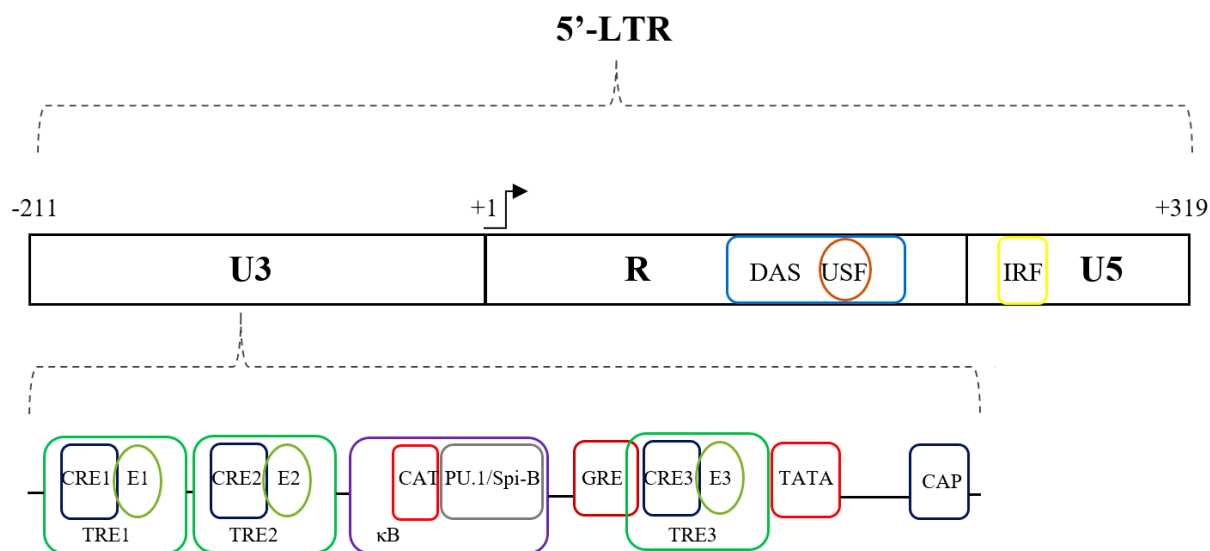 5’-LTR
-211 +1 +319
U3 R DAS USF IRF U5
CRE1 E1 CRE2 E2 CAT PU.1/Spi-B GRE CRE3 E3 TATA CAP
TRE1 TRE2 κB TRE3